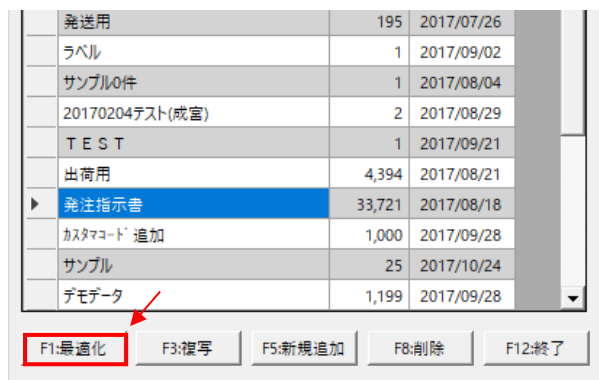 発送用 195 2017/07/26
ラベル 1 2017/09/02
サンプル0件 1 2017/08/04
20170204テスト(成宮) 2 2017/08/29
ＴＥＳＴ 1 2017/09/21
出荷用 4,394 2017/08/21
発注指示書 33,721 2017/08/18
ｶｽﾀﾏｺｰﾄﾞ追加 1,000 2017/09/28
サンプル 25 2017/10/24
デモデータ 1,199 2017/09/28
F1:最適化 F3:複写 F5:新規追加 F8:削除 F12:終了